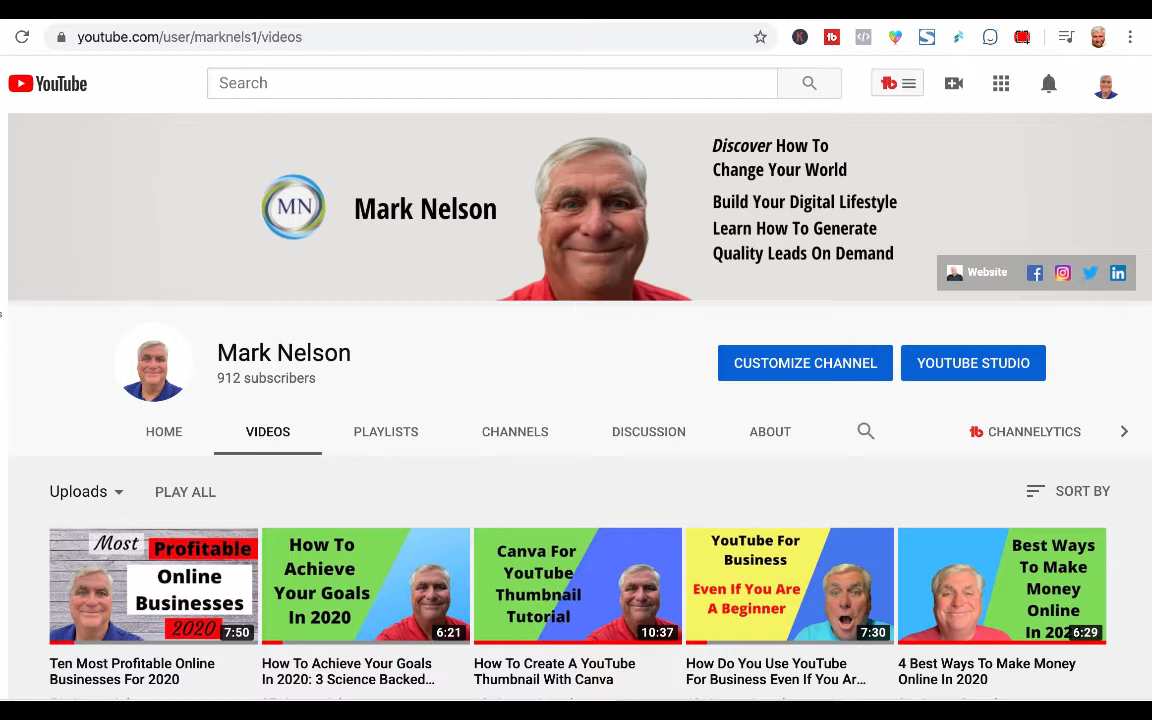 youtube.com/user/marknels1/videos
YouTube
Search
MN
Mark Nelson
Discover How To
Change Your World
Build Your Digital Lifestyle
Learn How To Generate
Quality Leads On Demand
Website
Mark Nelson
912 subscribers
CUSTOMIZE CHANNEL
YOUTUBE STUDIO
HOME
VIDEOS
PLAYLISTS
CHANNELS
DISCUSSION
ABOUT
CHANNELYTICS
Uploads
PLAY ALL
SORT BY
Most
Profitable
Online
Businesses
2020
7:50
Ten Most Profitable Online
Businesses For 2020
How To
Achieve
Your Goals
In 2020
6:21
How To Achieve Your Goals
In 2020: 3 Science Backed...
Canva For
YouTube
Thumbnail
Tutorial
10:37
How To Create A YouTube
Thumbnail With Canva
YouTube For
Business
Even If You Are
A Beginner
7:30
How Do You Use YouTube
For Business Even If You Ar...
Best Ways
To Make
Money
Online
In 202
6:29
4 Best Ways To Make Money
Online In 2020